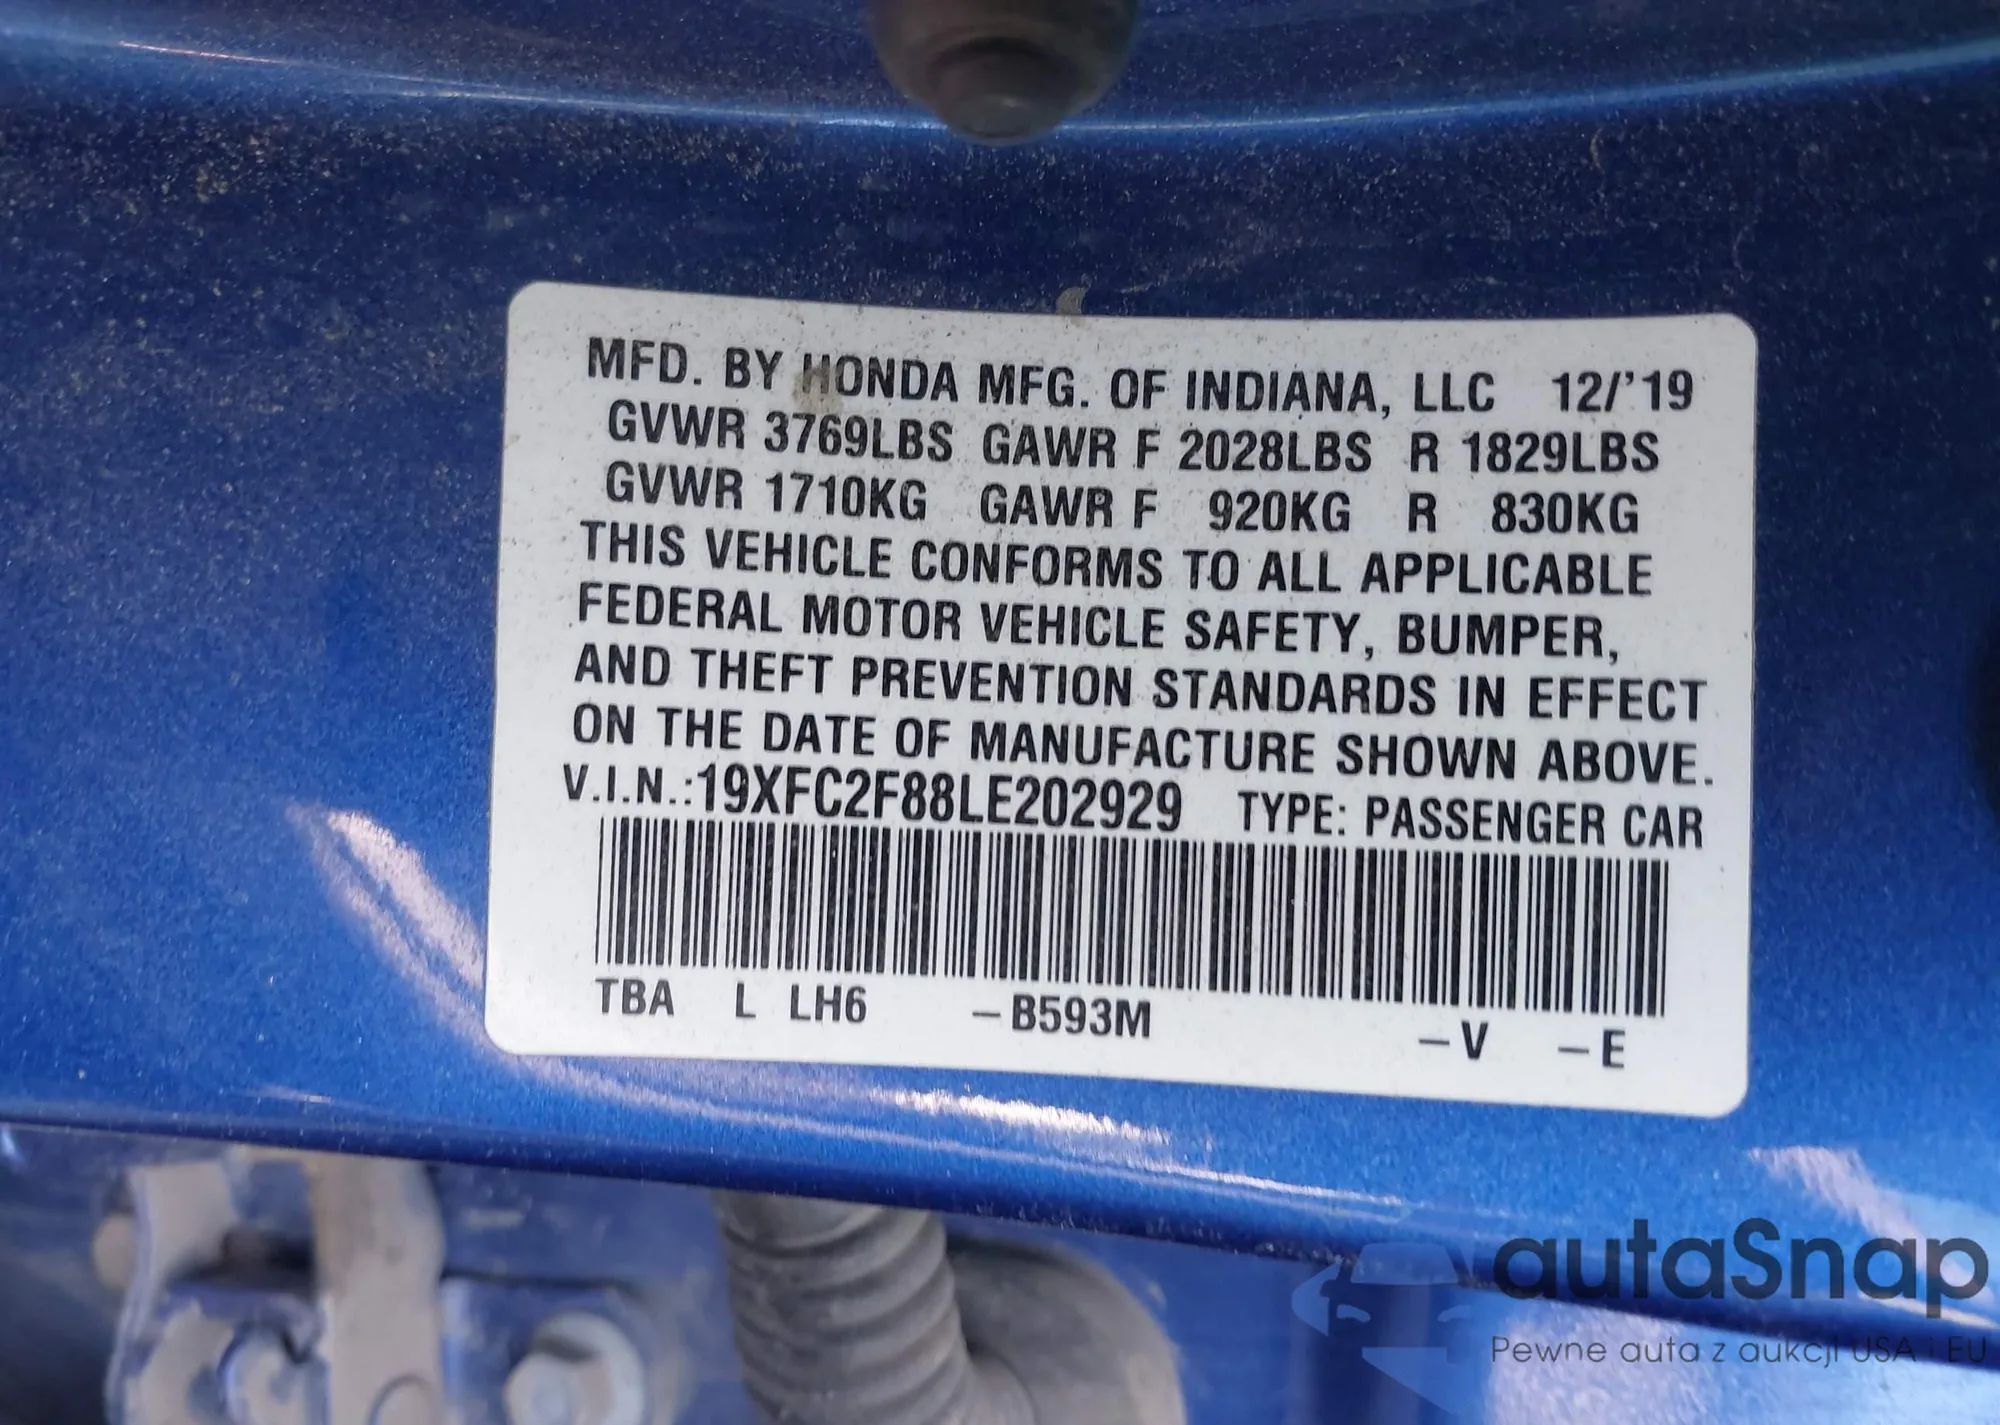 MFD. BY HONDA MFG. OF INDIANA, LLC 12/'19
GVWR 3769LBS GAWR F 2028LBS R 1829LBS
GVWR 1710KG GAWR F 920KG R 830KG
THIS VEHICLE CONFORMS TO ALL APPLICABLE
FEDERAL MOTOR VEHICLE SAFETY, BUMPER,
AND THEFT PREVENTION STANDARDS IN EFFECT
ON THE DATE OF MANUFACTURE SHOWN ABOVE.
V.I.N.:19XFC2F88LE202929 TYPE: PASSENGER CAR
TBA L LH6 –B593M –V –E
autaSnap
Pewne auta z aukcji USA i EU